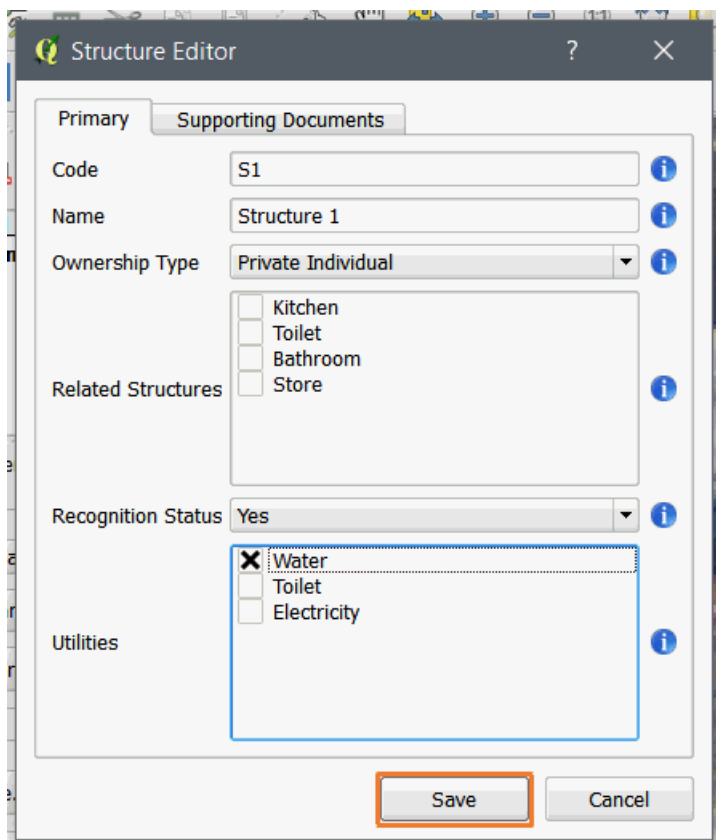 Structure Editor ?
Primary Supporting Documents
Code S1
Name Structure 1
Ownership Type Private Individual
Kitchen
Toilet
Bathroom
Related Structures Store
Recognition Status Yes
Water
Toilet
Electricity
Utilities
Save Cancel